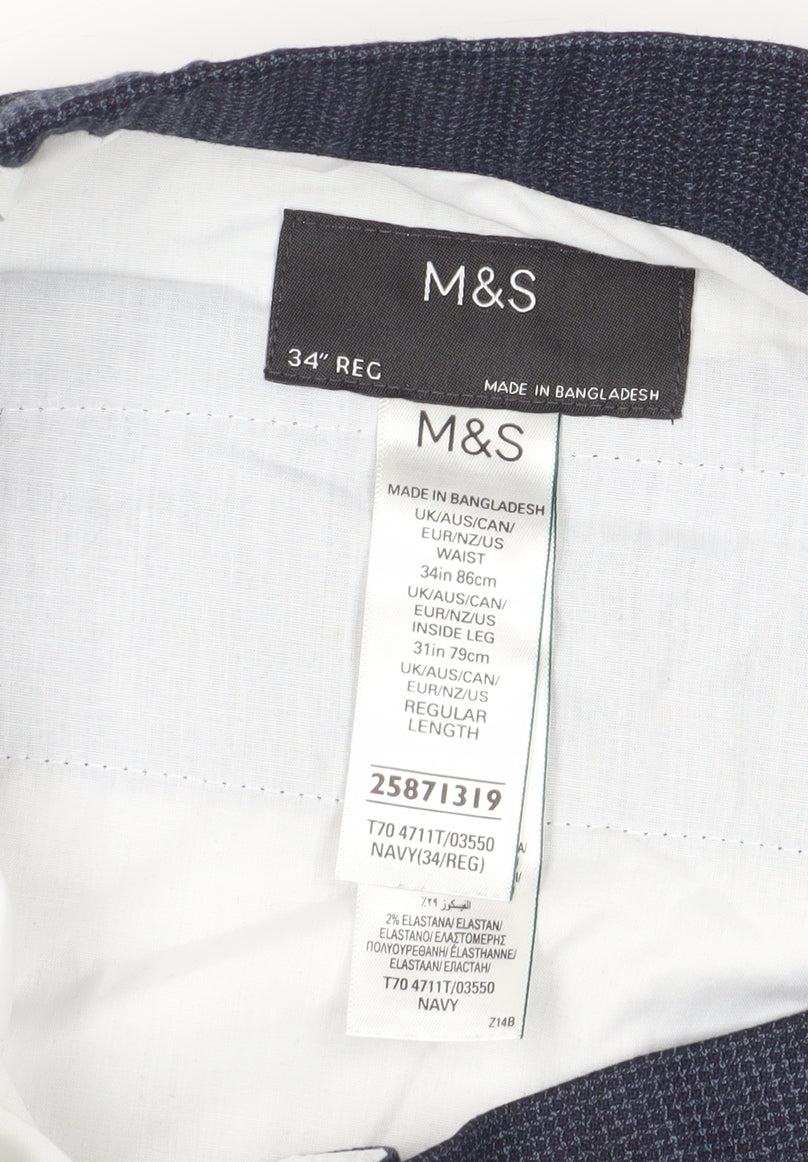 M&S
34" REG
MADE IN BANGLADESH
M&S
MADE IN BANGLADESH
UK/AUS/CAN/
EUR/NZ/US
WAIST
34in 86cm
UK/AUS/CAN/
EUR/NZ/US
INSIDE LEG
31in 79cm
UK/AUS/CAN/
EUR/NZ/US
REGULAR
LENGTH
25871319
T70 4711T/03550
NAVY(34/REG)
A/
الفيسكوز ٢٩٪
2% ELASTANA/ ELASTAN/
ELASTANO/ ΕΛΑΣΤΟΜΕΡΗΣ
ΠΟΛΥΟΥΡΕΘΑΝΗ/ ÉLASTHANNE/
ELASTAAN/ ЕЛАСТАН/
T70 4711T/03550
NAVY
Z14B